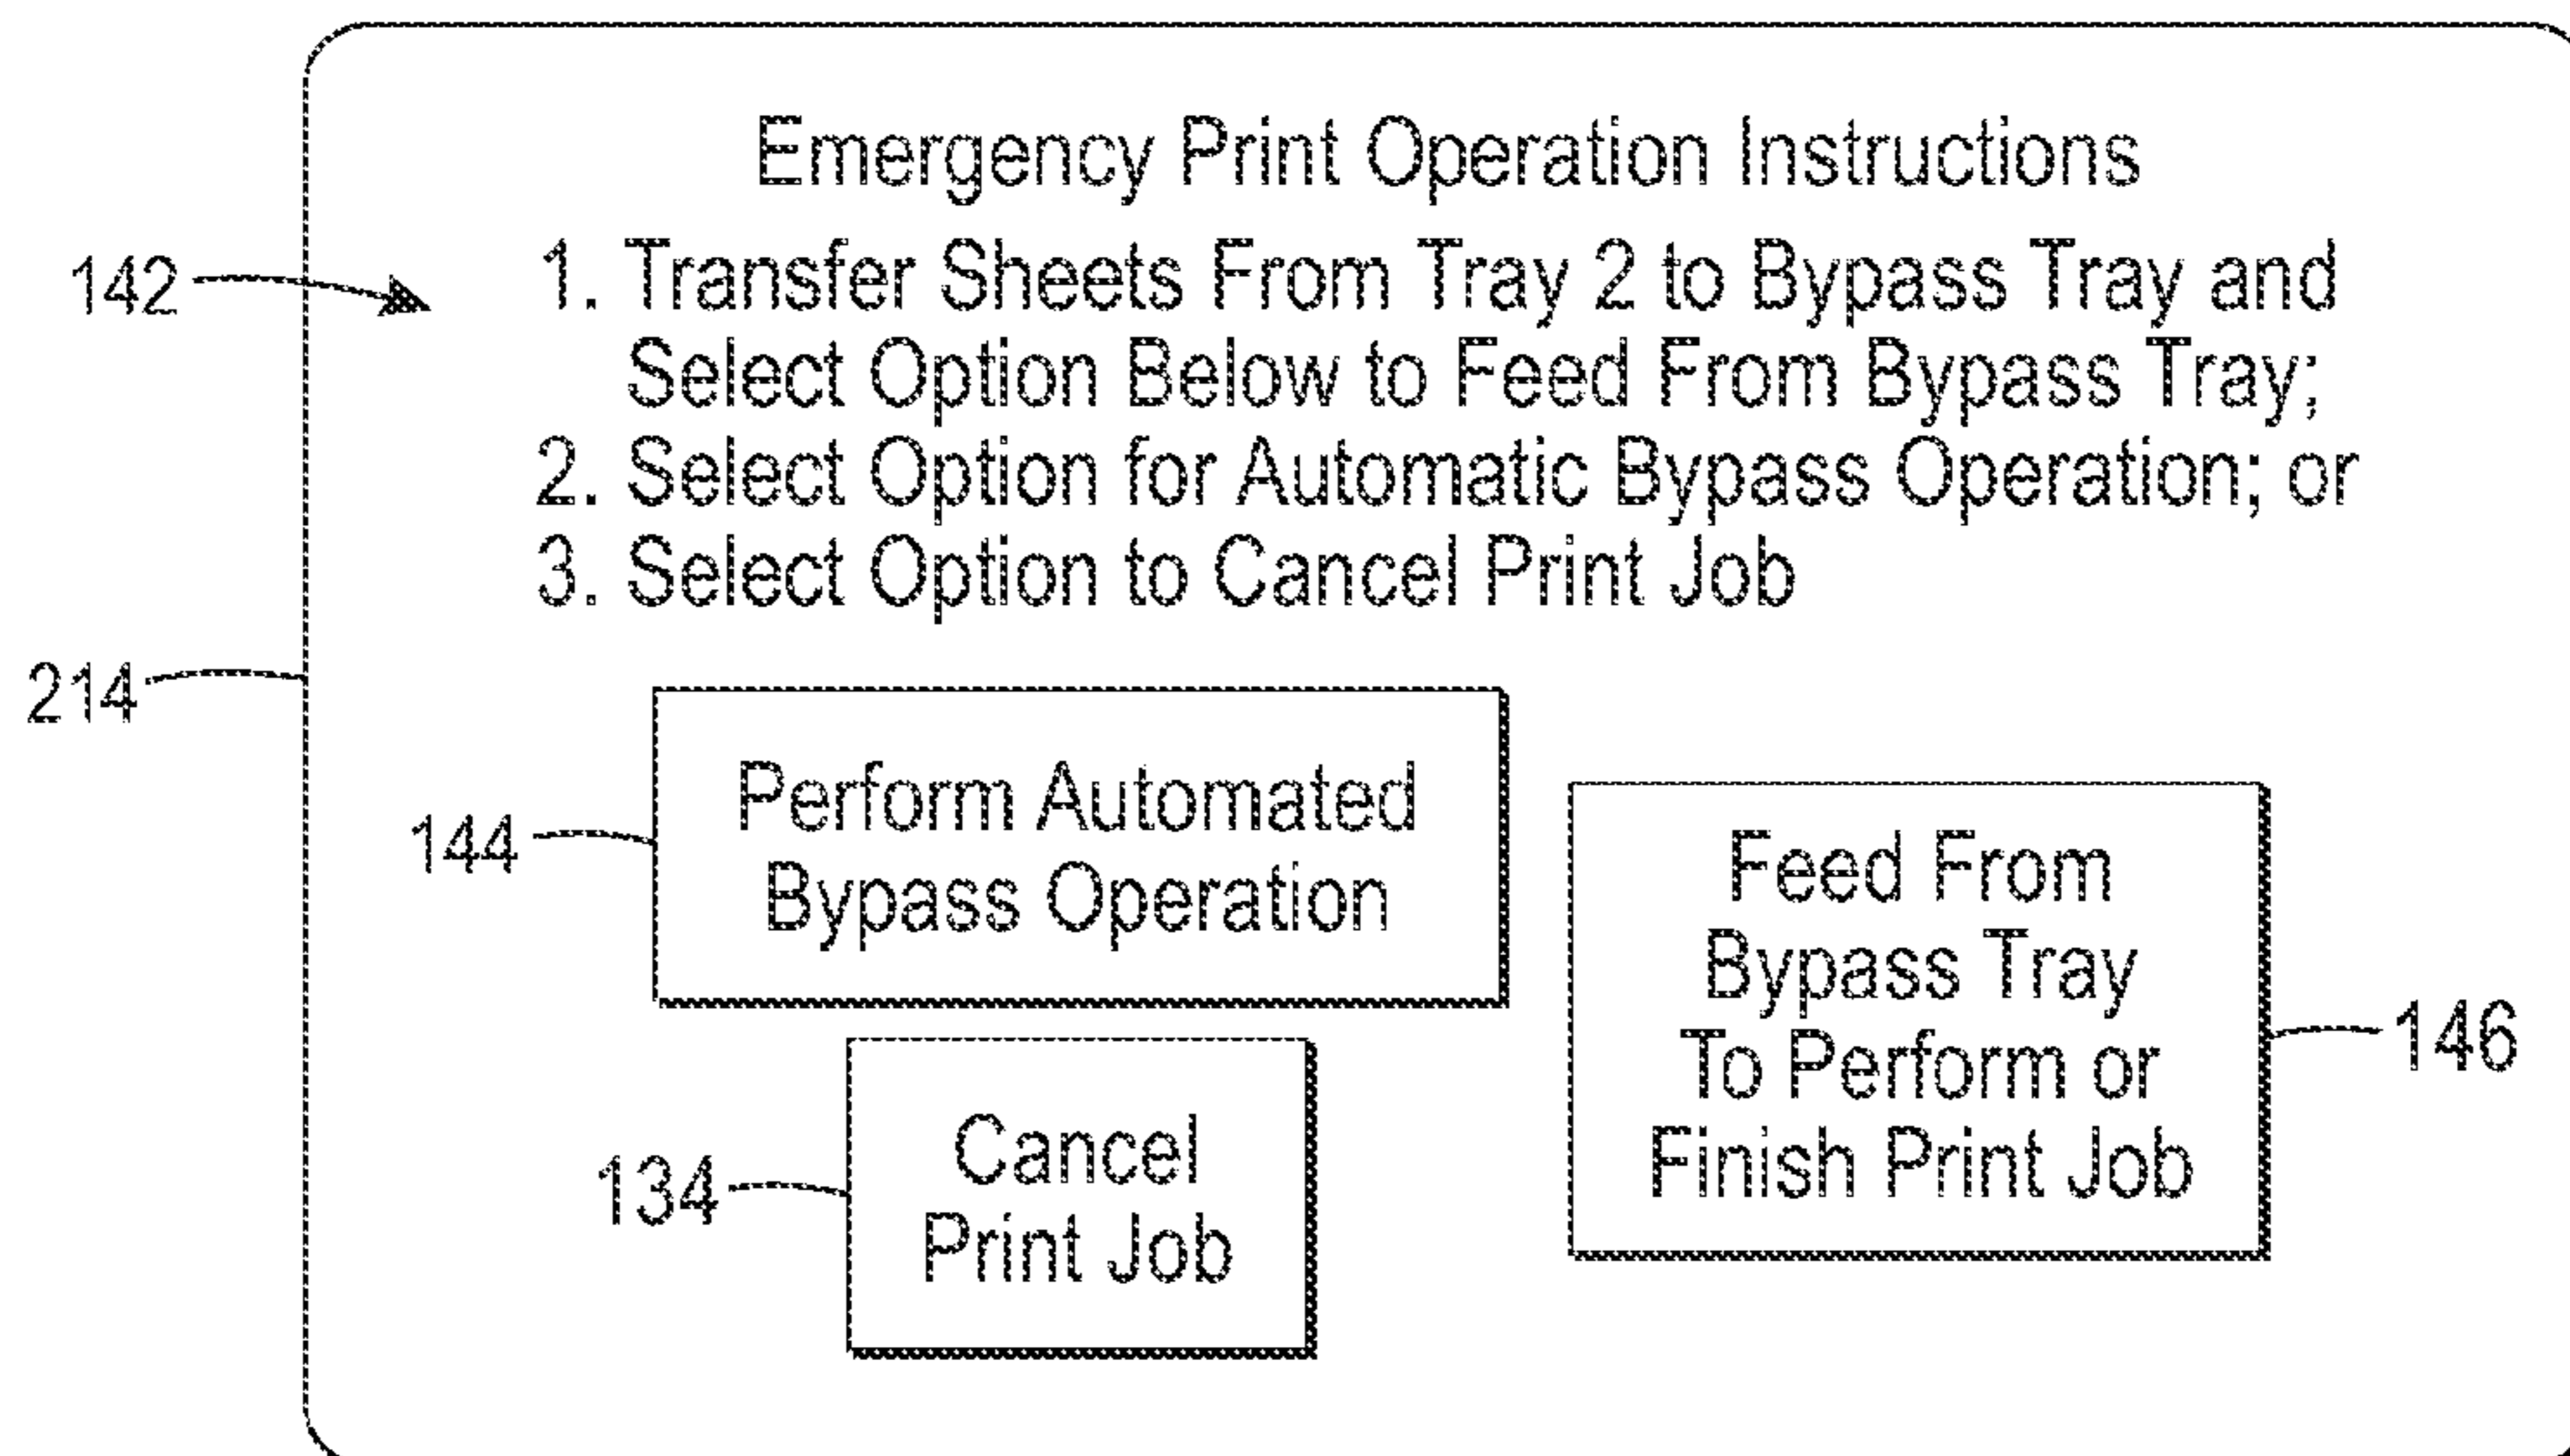 Emergency Print Operation Instructions
142
1. Transfer Sheets From Tray 2 to Bypass Tray and
Select Option Below to Feed From Bypass Tray;
2. Select Option for Automatic Bypass Operation; or
3. Select Option to Cancel Print Job
214
144
Perform Automated
Bypass Operation
134
Cancel
Print Job
Feed From
Bypass Tray
To Perform or
Finish Print Job
146